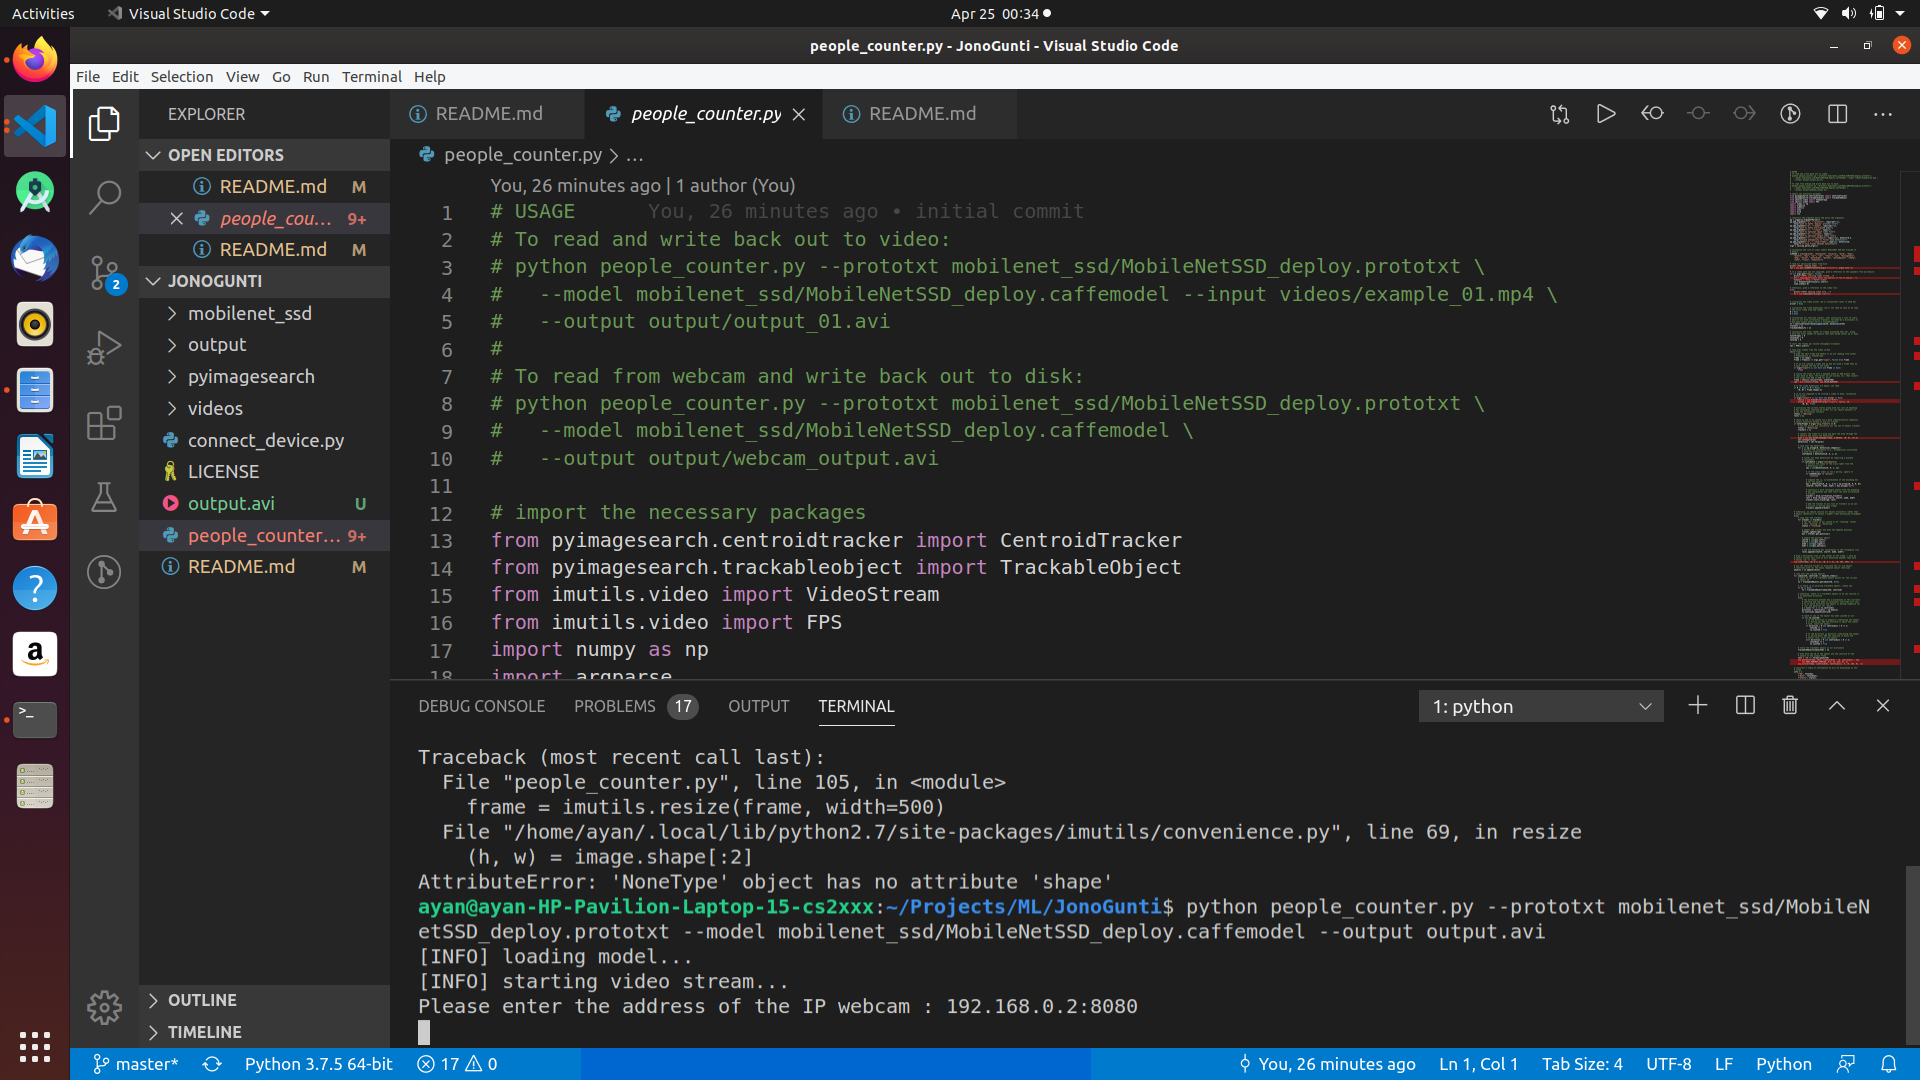 Activities
Visual Studio Code
Apr 25 00:34
people_counter.py - JonoGunti - Visual Studio Code
File Edit Selection View Go Run Terminal Help
EXPLORER
OPEN EDITORS
README.md M
people_cou... 9+
README.md M
2
JONOGUNTI
mobilenet_ssd
output
pyimagesearch
videos
connect_device.py
LICENSE
output.avi U
people_counter... 9+
README.md M
OUTLINE
TIMELINE
README.md
people_counter.py
README.md
people_counter.py > ...
You, 26 minutes ago | 1 author (You)
1 # USAGE You, 26 minutes ago • initial commit
2 # To read and write back out to video:
3 # python people_counter.py --prototxt mobilenet_ssd/MobileNetSSD_deploy.prototxt \
4 # --model mobilenet_ssd/MobileNetSSD_deploy.caffemodel --input videos/example_01.mp4 \
5 # --output output/output_01.avi
6 #
7 # To read from webcam and write back out to disk:
8 # python people_counter.py --prototxt mobilenet_ssd/MobileNetSSD_deploy.prototxt \
9 # --model mobilenet_ssd/MobileNetSSD_deploy.caffemodel \
10 # --output output/webcam_output.avi
11
12 # import the necessary packages
13 from pyimagesearch.centroidtracker import CentroidTracker
14 from pyimagesearch.trackableobject import TrackableObject
15 from imutils.video import VideoStream
16 from imutils.video import FPS
17 import numpy as np
18 import argparse
DEBUG CONSOLE PROBLEMS 17 OUTPUT TERMINAL
1: python
Traceback (most recent call last):
File "people_counter.py", line 105, in <module>
frame = imutils.resize(frame, width=500)
File "/home/ayan/.local/lib/python2.7/site-packages/imutils/convenience.py", line 69, in resize
(h, w) = image.shape[:2]
AttributeError: 'NoneType' object has no attribute 'shape'
ayan@ayan-HP-Pavilion-Laptop-15-cs2xxx:~/Projects/ML/JonoGunti$ python people_counter.py --prototxt mobilenet_ssd/MobileN
etSSD_deploy.prototxt --model mobilenet_ssd/MobileNetSSD_deploy.caffemodel --output output.avi
[INFO] loading model...
[INFO] starting video stream...
Please enter the address of the IP webcam : 192.168.0.2:8080
master* Python 3.7.5 64-bit 17 0 You, 26 minutes ago Ln 1, Col 1 Tab Size: 4 UTF-8 LF Python